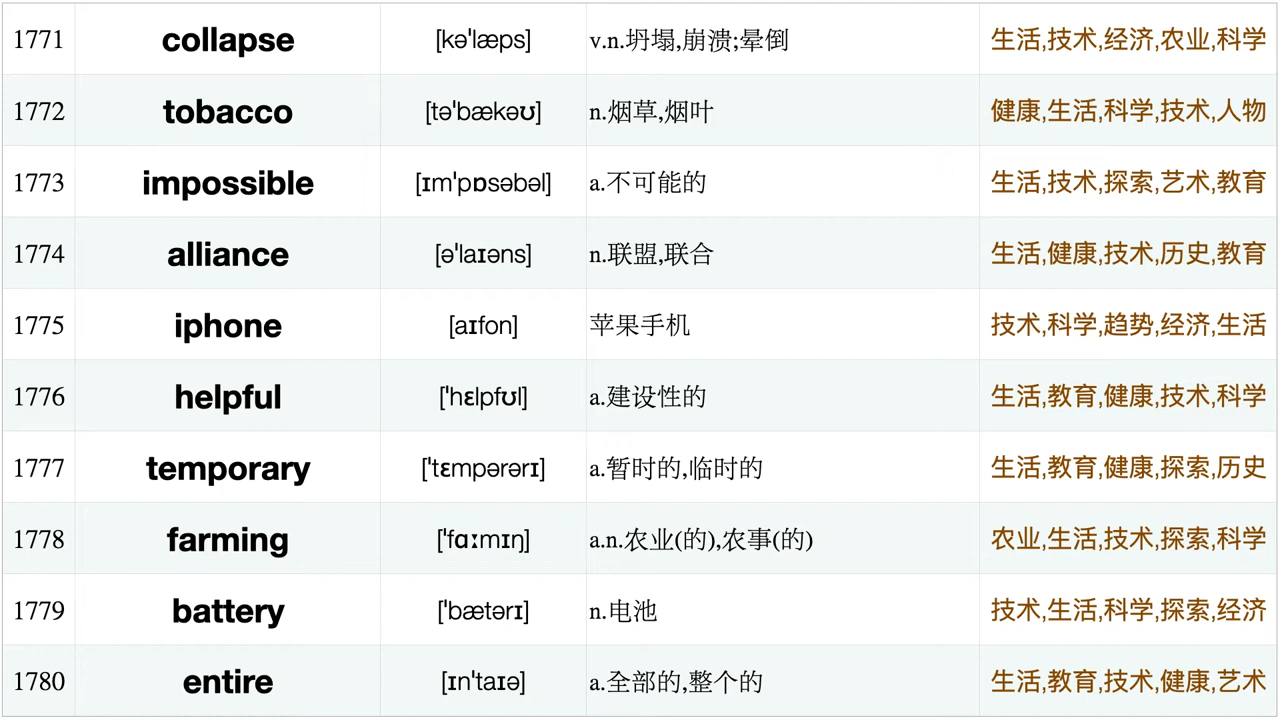 1771 collapse [kə'læps] v.n.坍塌,崩溃;晕倒 生活,技术,经济,农业,科学
1772 tobacco [tə'bækəʊ] n.烟草,烟叶 健康,生活,科学,技术,人物
1773 impossible [ɪm'pɒsəbəl] a.不可能的 生活,技术,探索,艺术,教育
1774 alliance [ə'laɪəns] n.联盟,联合 生活,健康,技术,历史,教育
1775 iphone [aɪfon] 苹果手机 技术,科学,趋势,经济,生活
1776 helpful ['hɛlpfʊl] a.建设性的 生活,教育,健康,技术,科学
1777 temporary ['tɛmpərərɪ] a.暂时的,临时的 生活,教育,健康,探索,历史
1778 farming ['fɑːmɪŋ] a.n.农业(的),农事(的) 农业,生活,技术,探索,科学
1779 battery ['bætərɪ] n.电池 技术,生活,科学,探索,经济
1780 entire [ɪn'taɪə] a.全部的,整个的 生活,教育,技术,健康,艺术